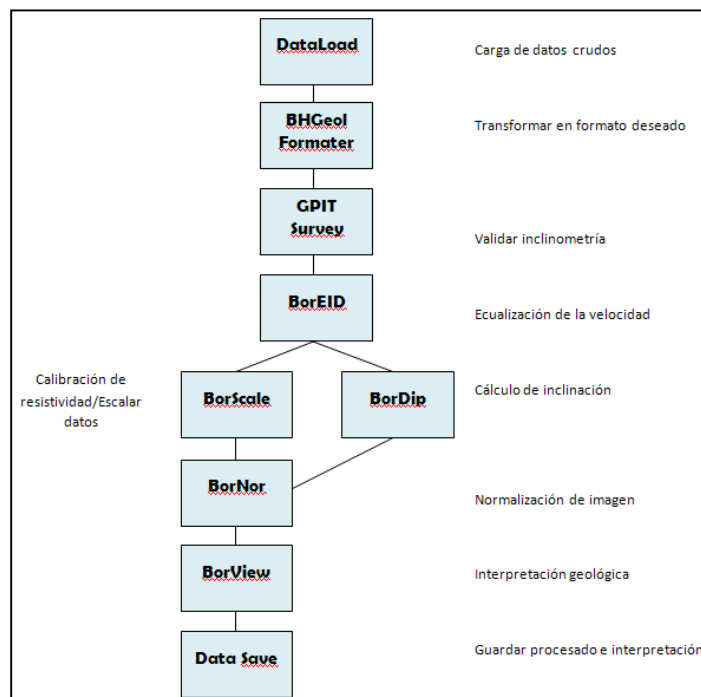 DataLoad
Carga de datos crudos
BHGeol
Formater
Transformar en formato deseado
GPIT
Survey
Validar inclinometría
BorEID
Ecualización de la velocidad
Calibración de
resistividad/Escalar
datos
BorScale
BorDip
Cálculo de inclinación
BorNor
Normalización de imagen
BorView
Interpretación geológica
Data Save
Guardar procesado e interpretación